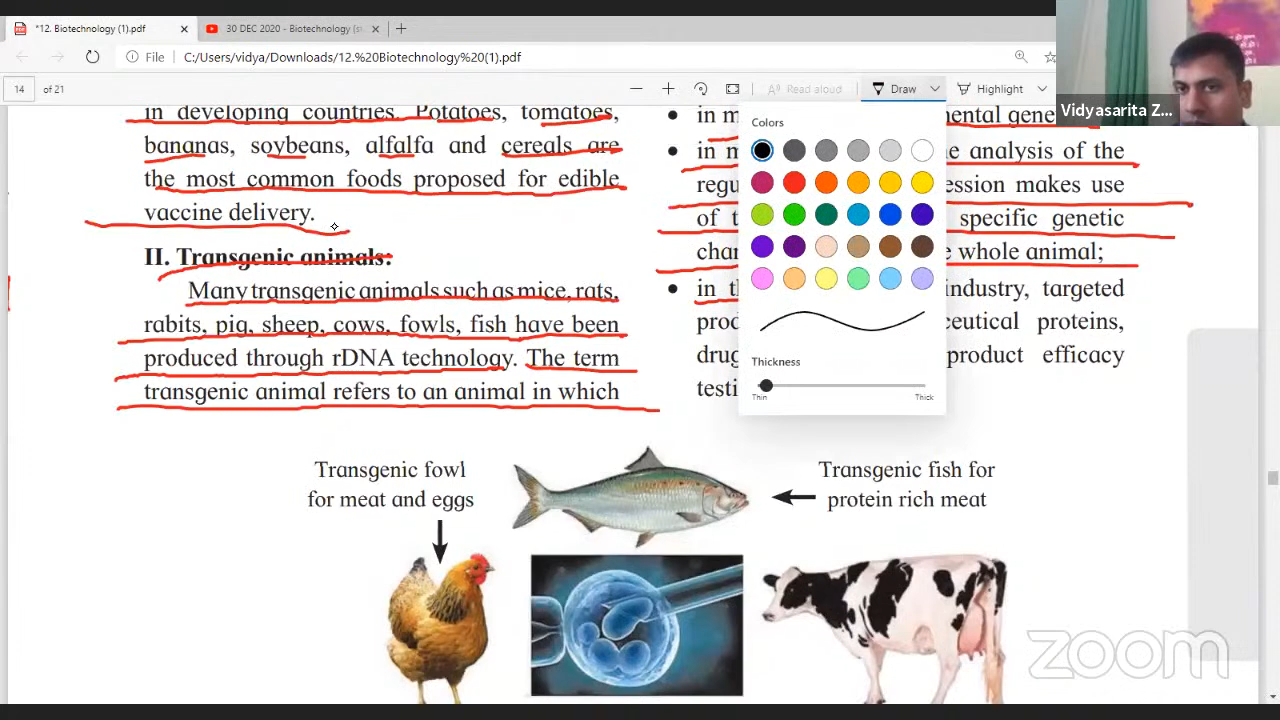 *12. Biotechnology (1).pdf
30 DEC 2020 - Biotechnology (s
File
C:/Users/vidya/Downloads/12.%20Biotechnology%20(1).pdf
14 of 21
Read aloud
Draw
Highlight
Vidyasarita Z...
in developing countries. Potatoes, tomatoes,
bananas, soybeans, alfalfa and cereals are
the most common foods proposed for edible
vaccine delivery.
II. Transgenic animals:
Many transgenic animals such as mice, rats,
rabits, pig, sheep, cows, fowls, fish have been
produced through rDNA technology. The term
transgenic animal refers to an animal in which
in m
in m e analysis of the
regu ession makes use
of t specific genetic
chan e whole animal;
in th industry, targeted
prod ceutical proteins,
drug product efficacy
testi
Colors
Thickness
Thin
Thick
Transgenic fowl
for meat and eggs
Transgenic fish for
protein rich meat
zoom